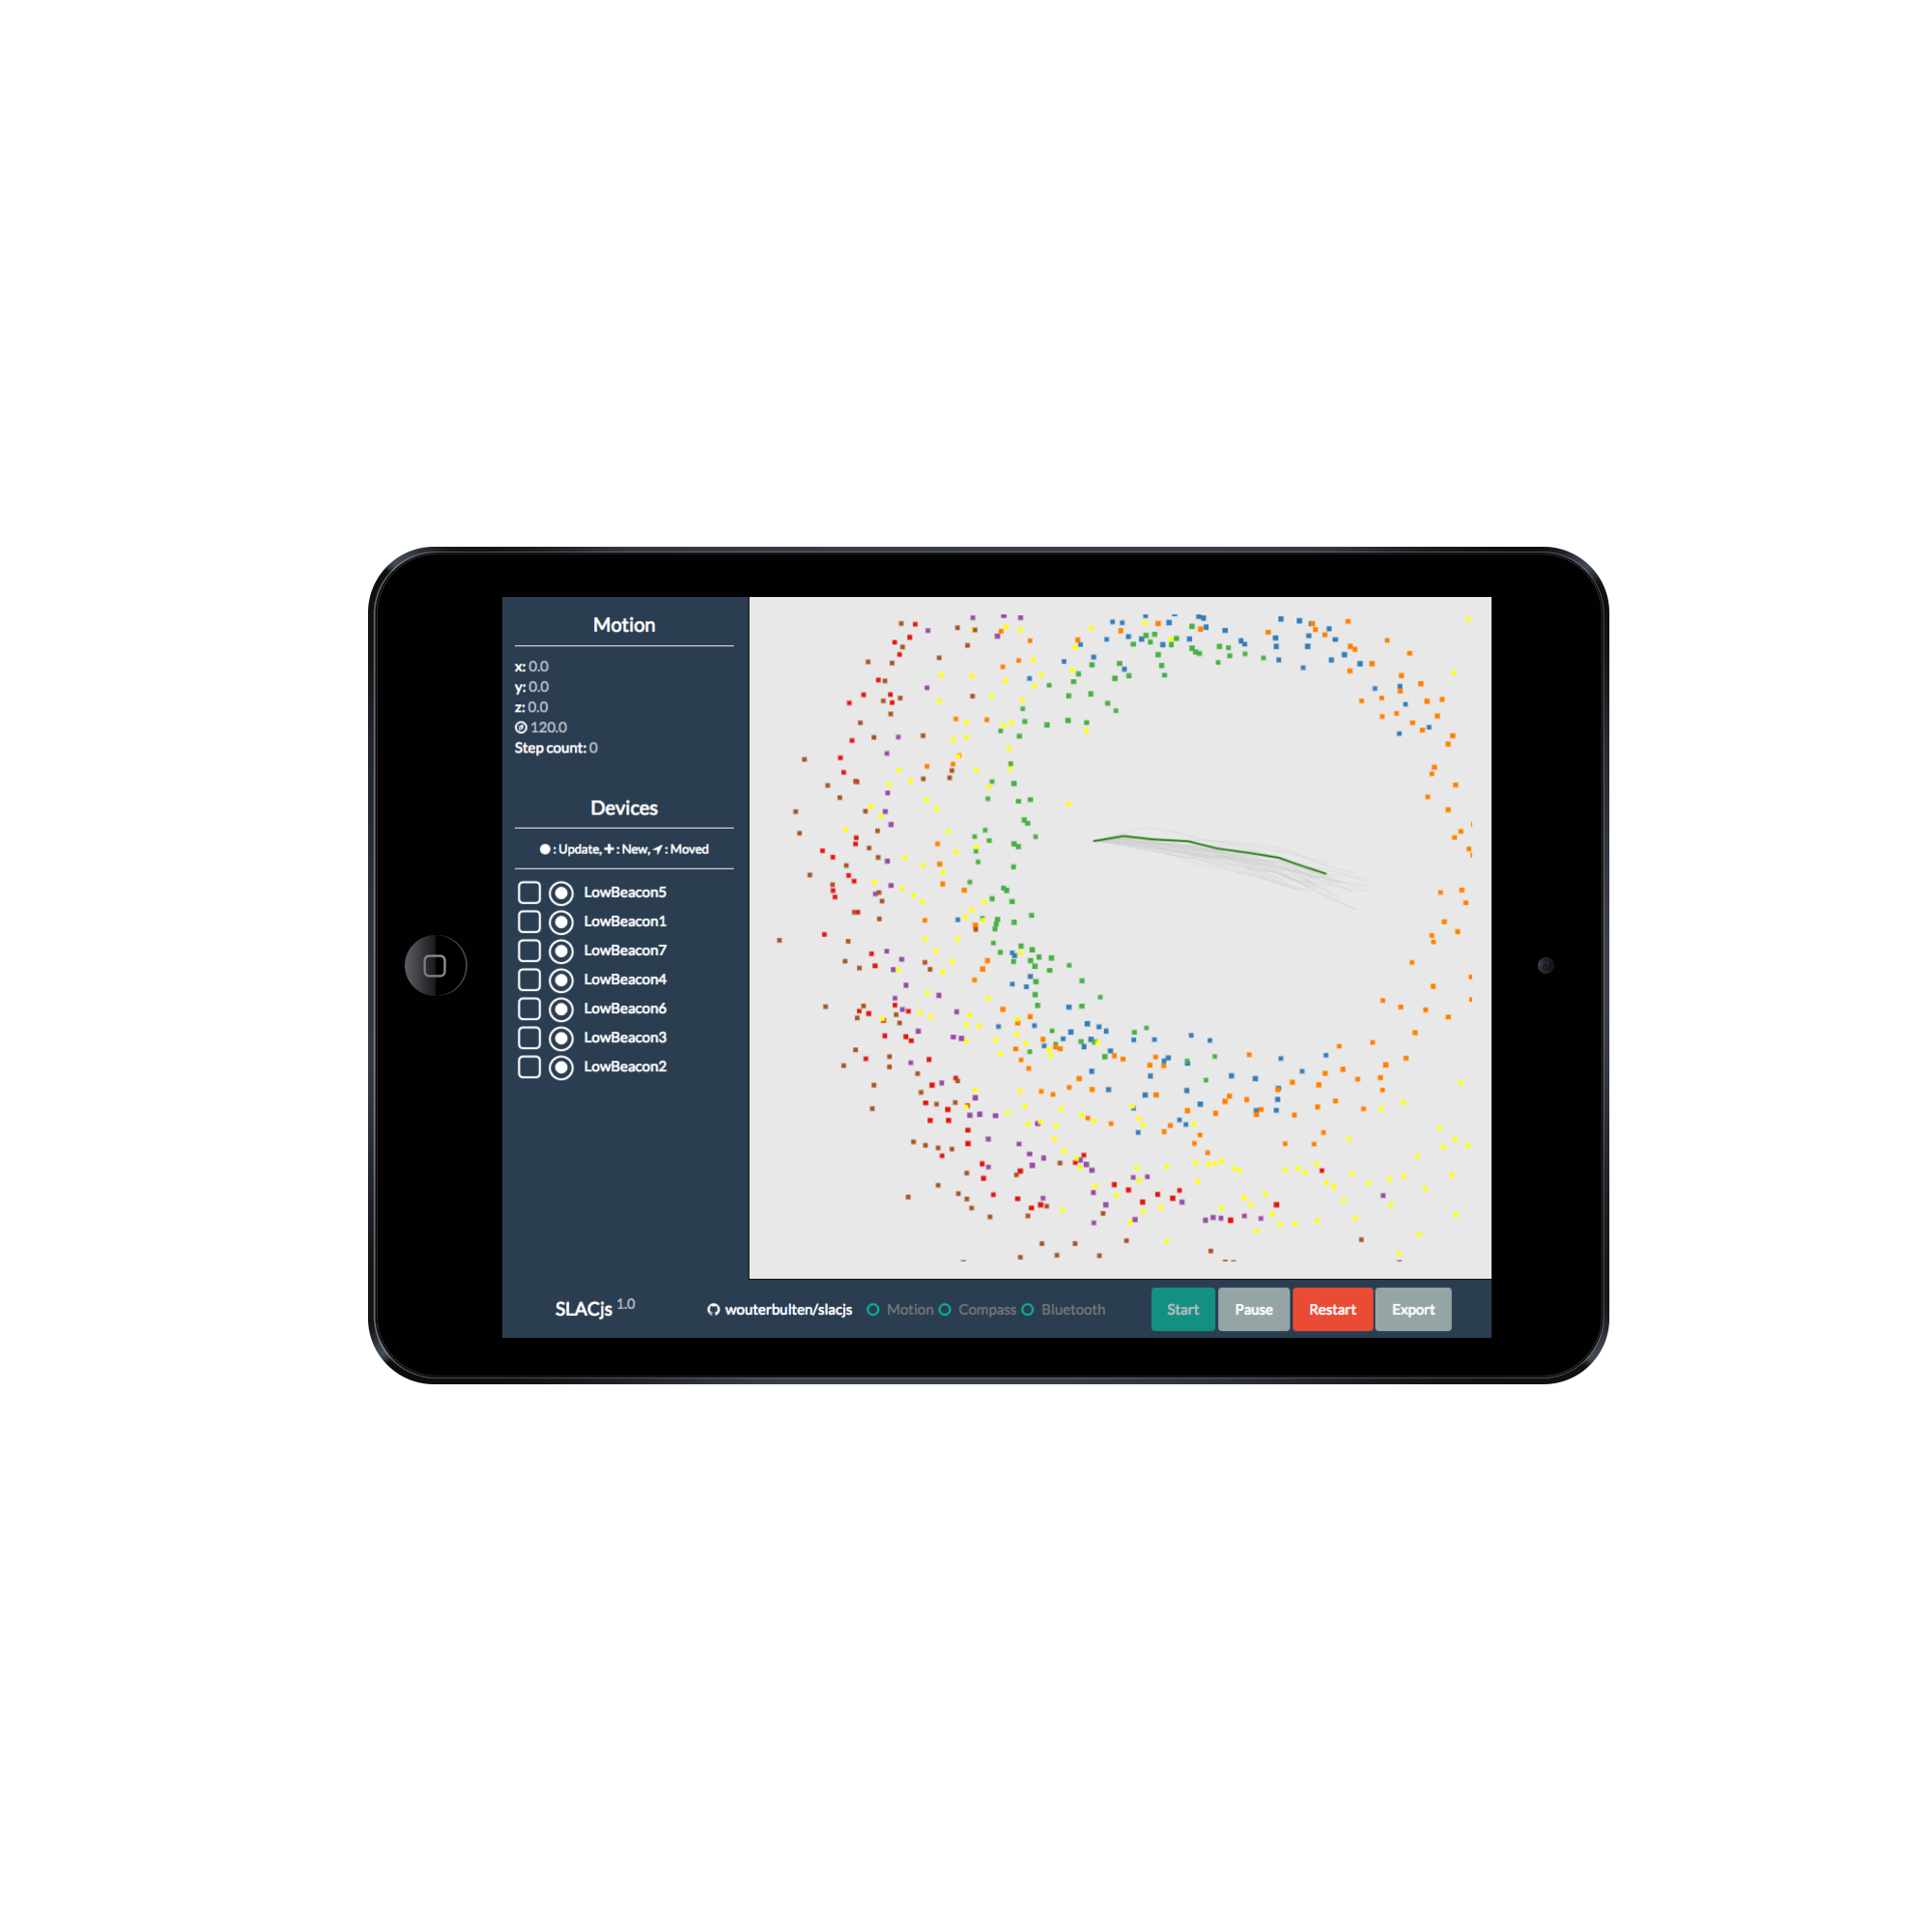 Motion
x: 0.0
y: 0.0
z: 0.0
120.0
Step count: 0
Devices
: Update, : New, : Moved
LowBeacon5
LowBeacon1
LowBeacon7
LowBeacon4
LowBeacon6
LowBeacon3
LowBeacon2
SLACjs 1.0 wouterbulten/slacjs Motion Compass Bluetooth Start Pause Restart Export